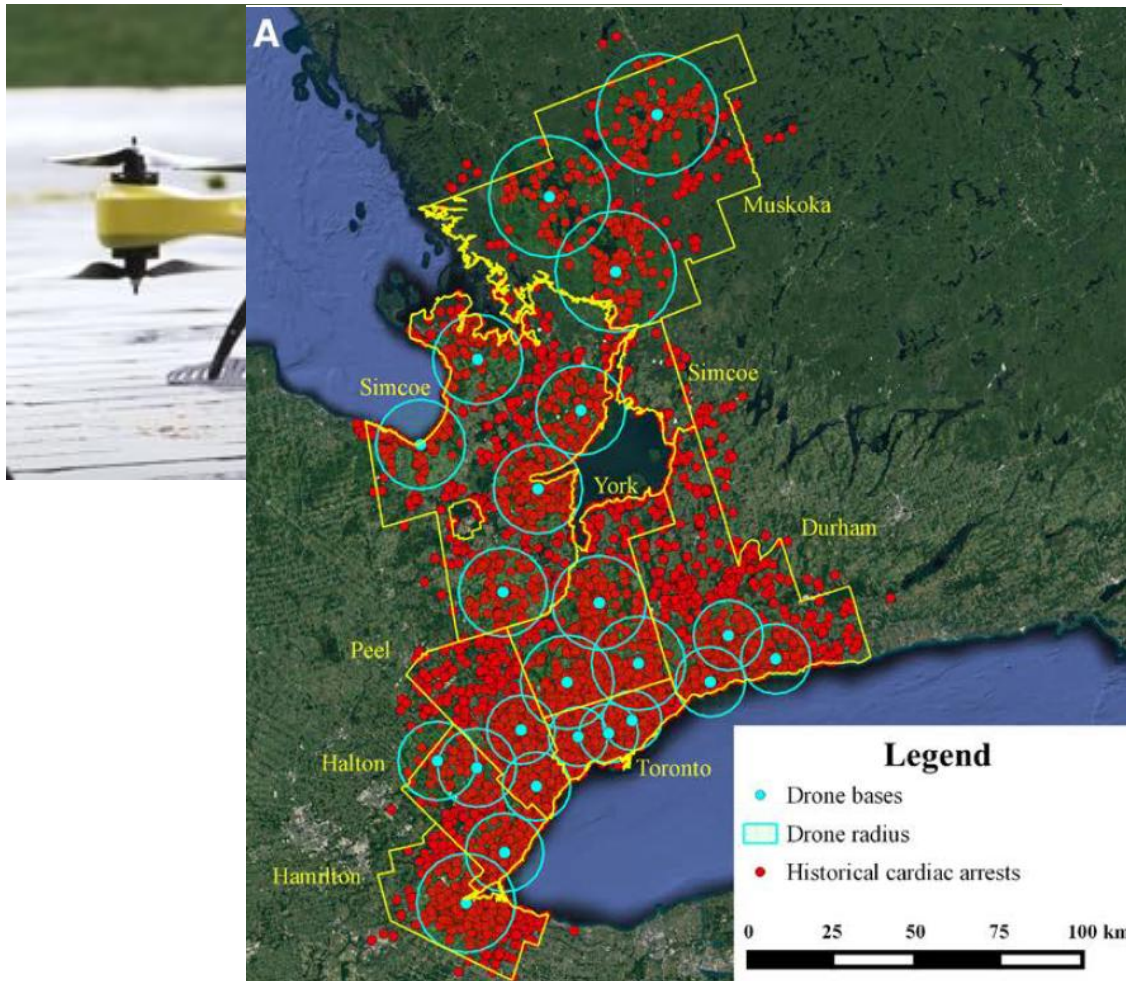 A
Muskoka
Simcoe
Simcoe
York
Durham
Peel
Halton
Toronto
Hamilton
Legend
Drone bases
Drone radius
Historical cardiac arrests
0 25 50 75 100 km